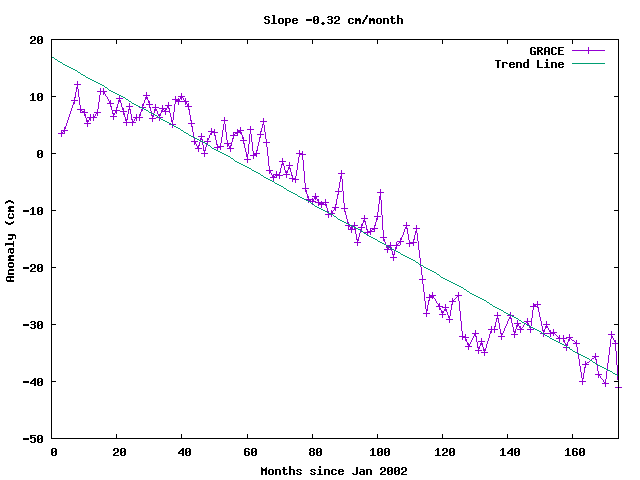 Slope -0.32 cm/month
GRACE
Trend Line
20
10
0
-10
-20
-30
-40
-50
Anomaly (cm)
0 20 40 60 80 100 120 140 160
Months since Jan 2002